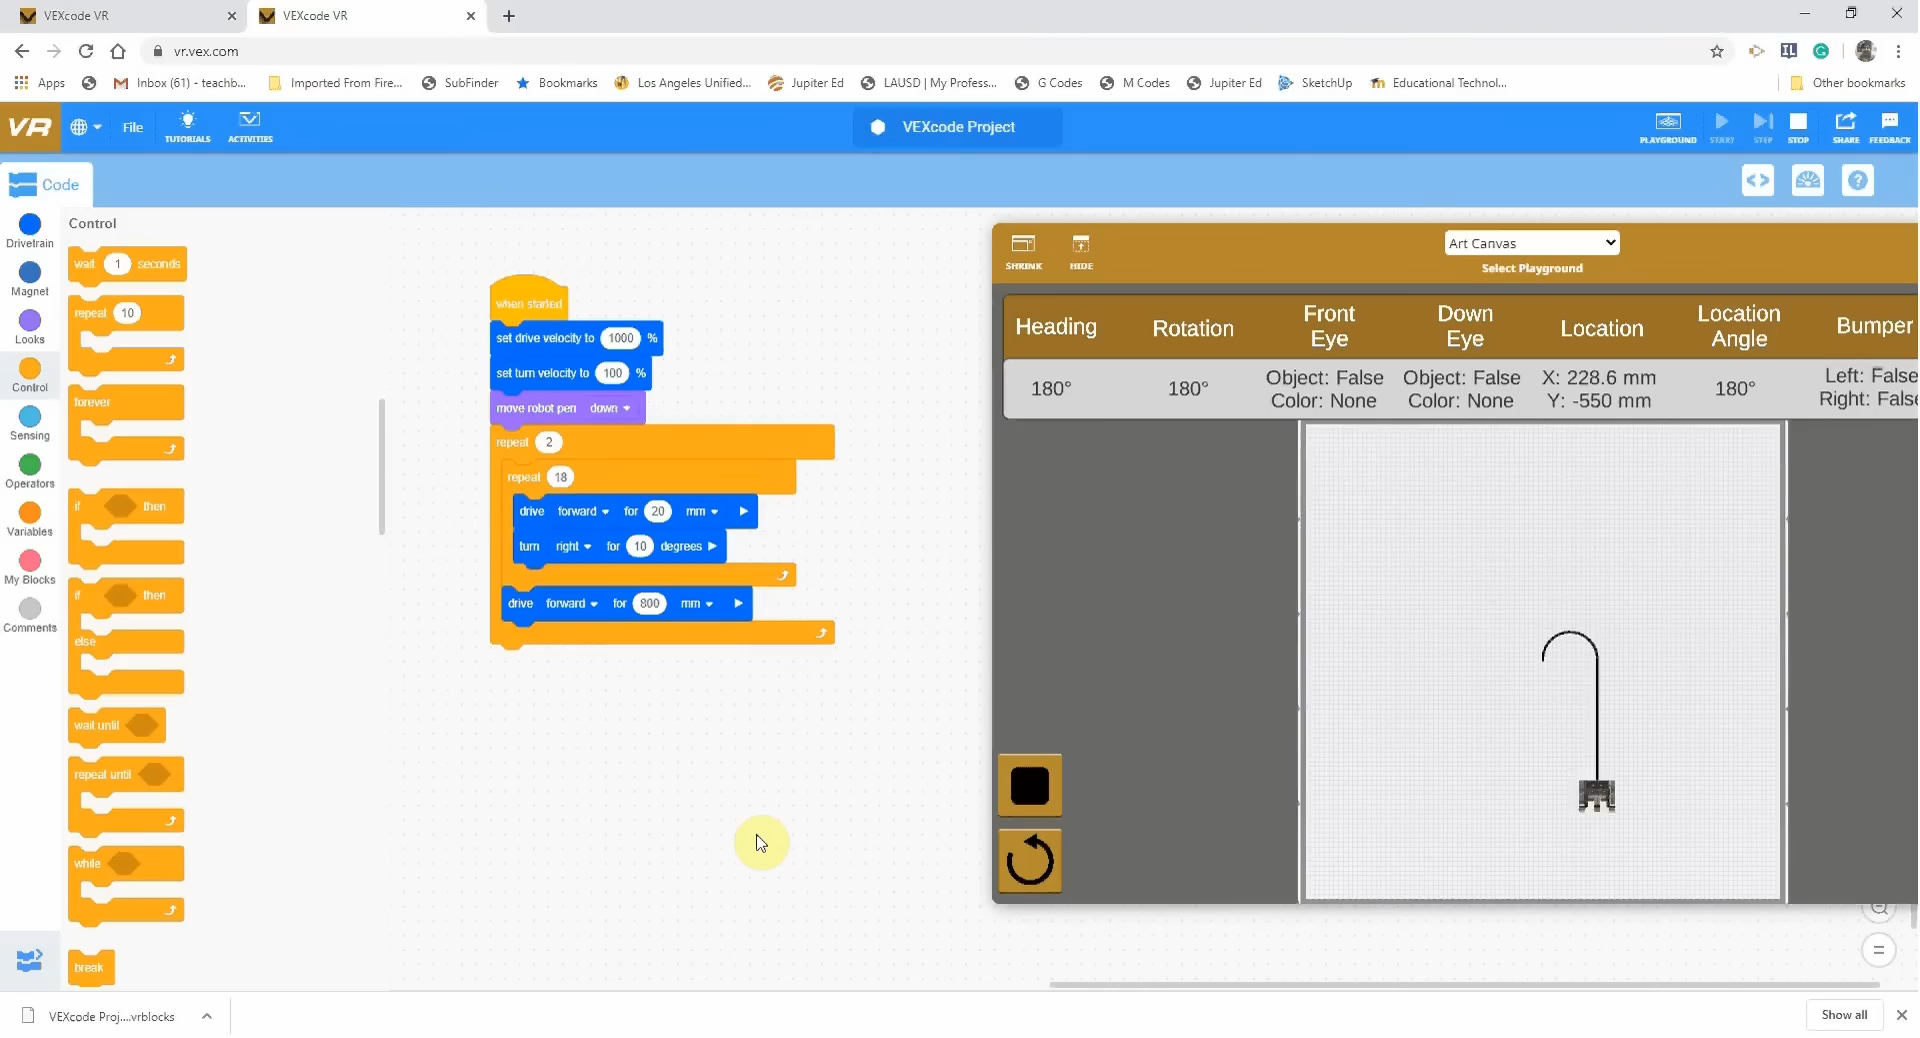 VEXcode VR
VEXcode VR
vr.vex.com
IL
Apps
Inbox (61) - teachb...
Imported From Fire...
SubFinder
Bookmarks
Los Angeles Unified...
Jupiter Ed
LAUSD | My Profess...
G Codes
M Codes
Jupiter Ed
SketchUp
Educational Technol...
Other bookmarks
VR
File
TUTORIALS
ACTIVITIES
VEXcode Project
PLAYGROUND
START
STEP
STOP
SHARE
FEEDBACK
Code
Drivetrain
Magnet
Looks
Control
Sensing
Operators
Variables
My Blocks
Comments
Control
wait 1 seconds
repeat 10
forever
if then
if then
else
wait until
repeat until
while
break
when started
set drive velocity to 1000 %
set turn velocity to 100 %
move robot pen down
repeat 2
repeat 18
drive forward for 20 mm
turn right for 10 degrees
drive forward for 800 mm
SHRINK
HIDE
Art Canvas
Select Playground
Heading
Rotation
Front Eye
Down Eye
Location
Location Angle
Bumper
180°
180°
Object: False
Color: None
Object: False
Color: None
X: 228.6 mm
Y: -550 mm
180°
Left: False
Right: False
VEXcode Proj....vrblocks
Show all